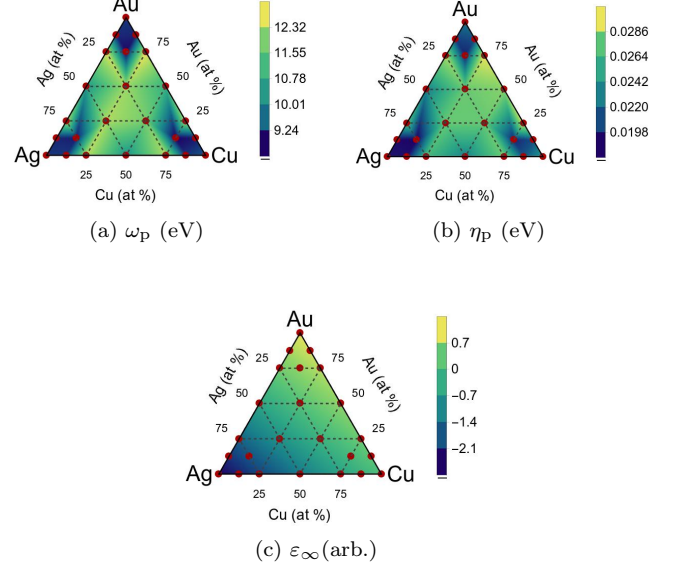 Au
Ag (at %)
Au (at %)
25
75
50
50
75
25
Ag
Cu
25
50
75
Cu (at %)
12.32
11.55
10.78
10.01
9.24
(a) ωp (eV)
Au
Ag (at %)
Au (at %)
25
75
50
50
75
25
Ag
Cu
25
50
75
Cu (at %)
0.0286
0.0264
0.0242
0.0220
0.0198
(b) ηp (eV)
Au
Ag (at %)
Au (at %)
25
75
50
50
75
25
Ag
Cu
25
50
75
Cu (at %)
0.7
0
−0.7
−1.4
−2.1
(c) ε∞(arb.)